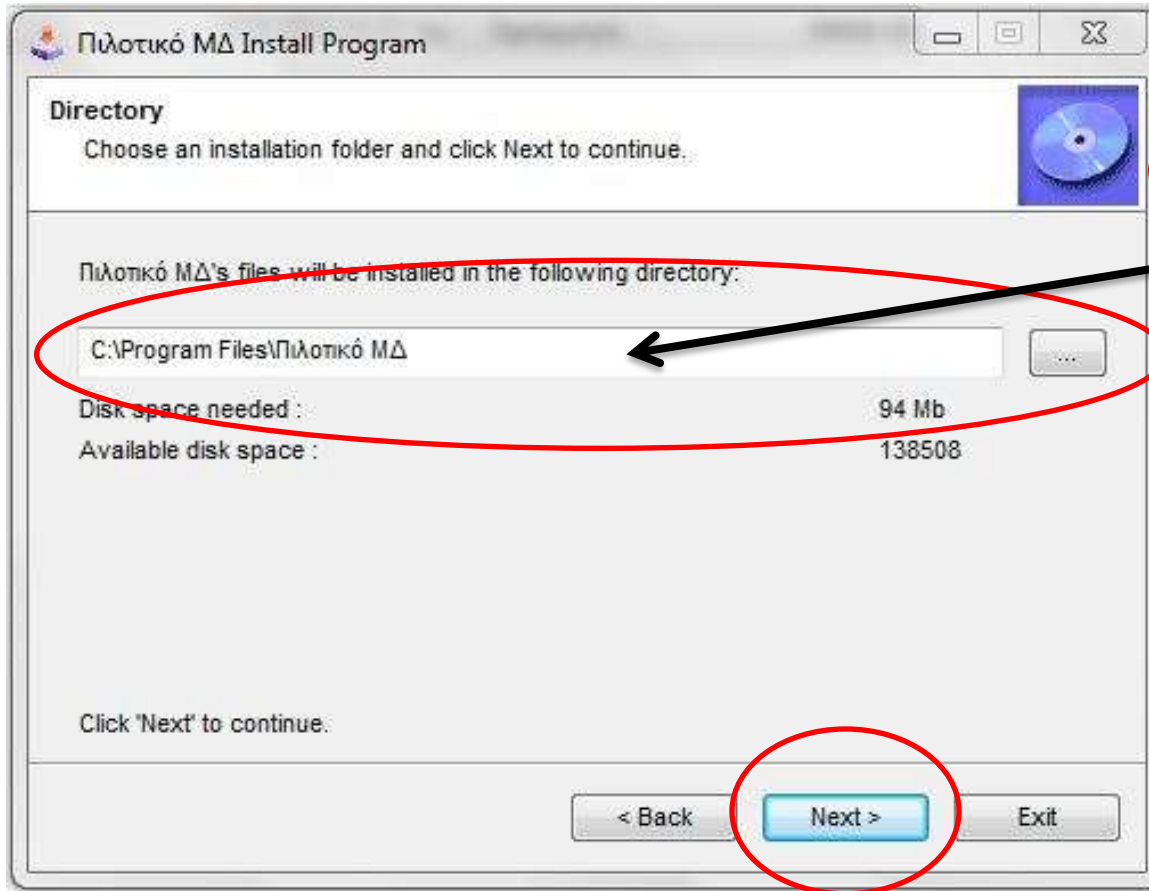 Πιλοτικό ΜΔ Install Program
Directory
Choose an installation folder and click Next to continue.
Πιλοτικό ΜΔ's files will be installed in the following directory:
C:\Program Files\Πιλοτικό ΜΔ
...
Disk space needed : 94 Mb
Available disk space : 138508
Click 'Next' to continue.
< Back Next > Exit